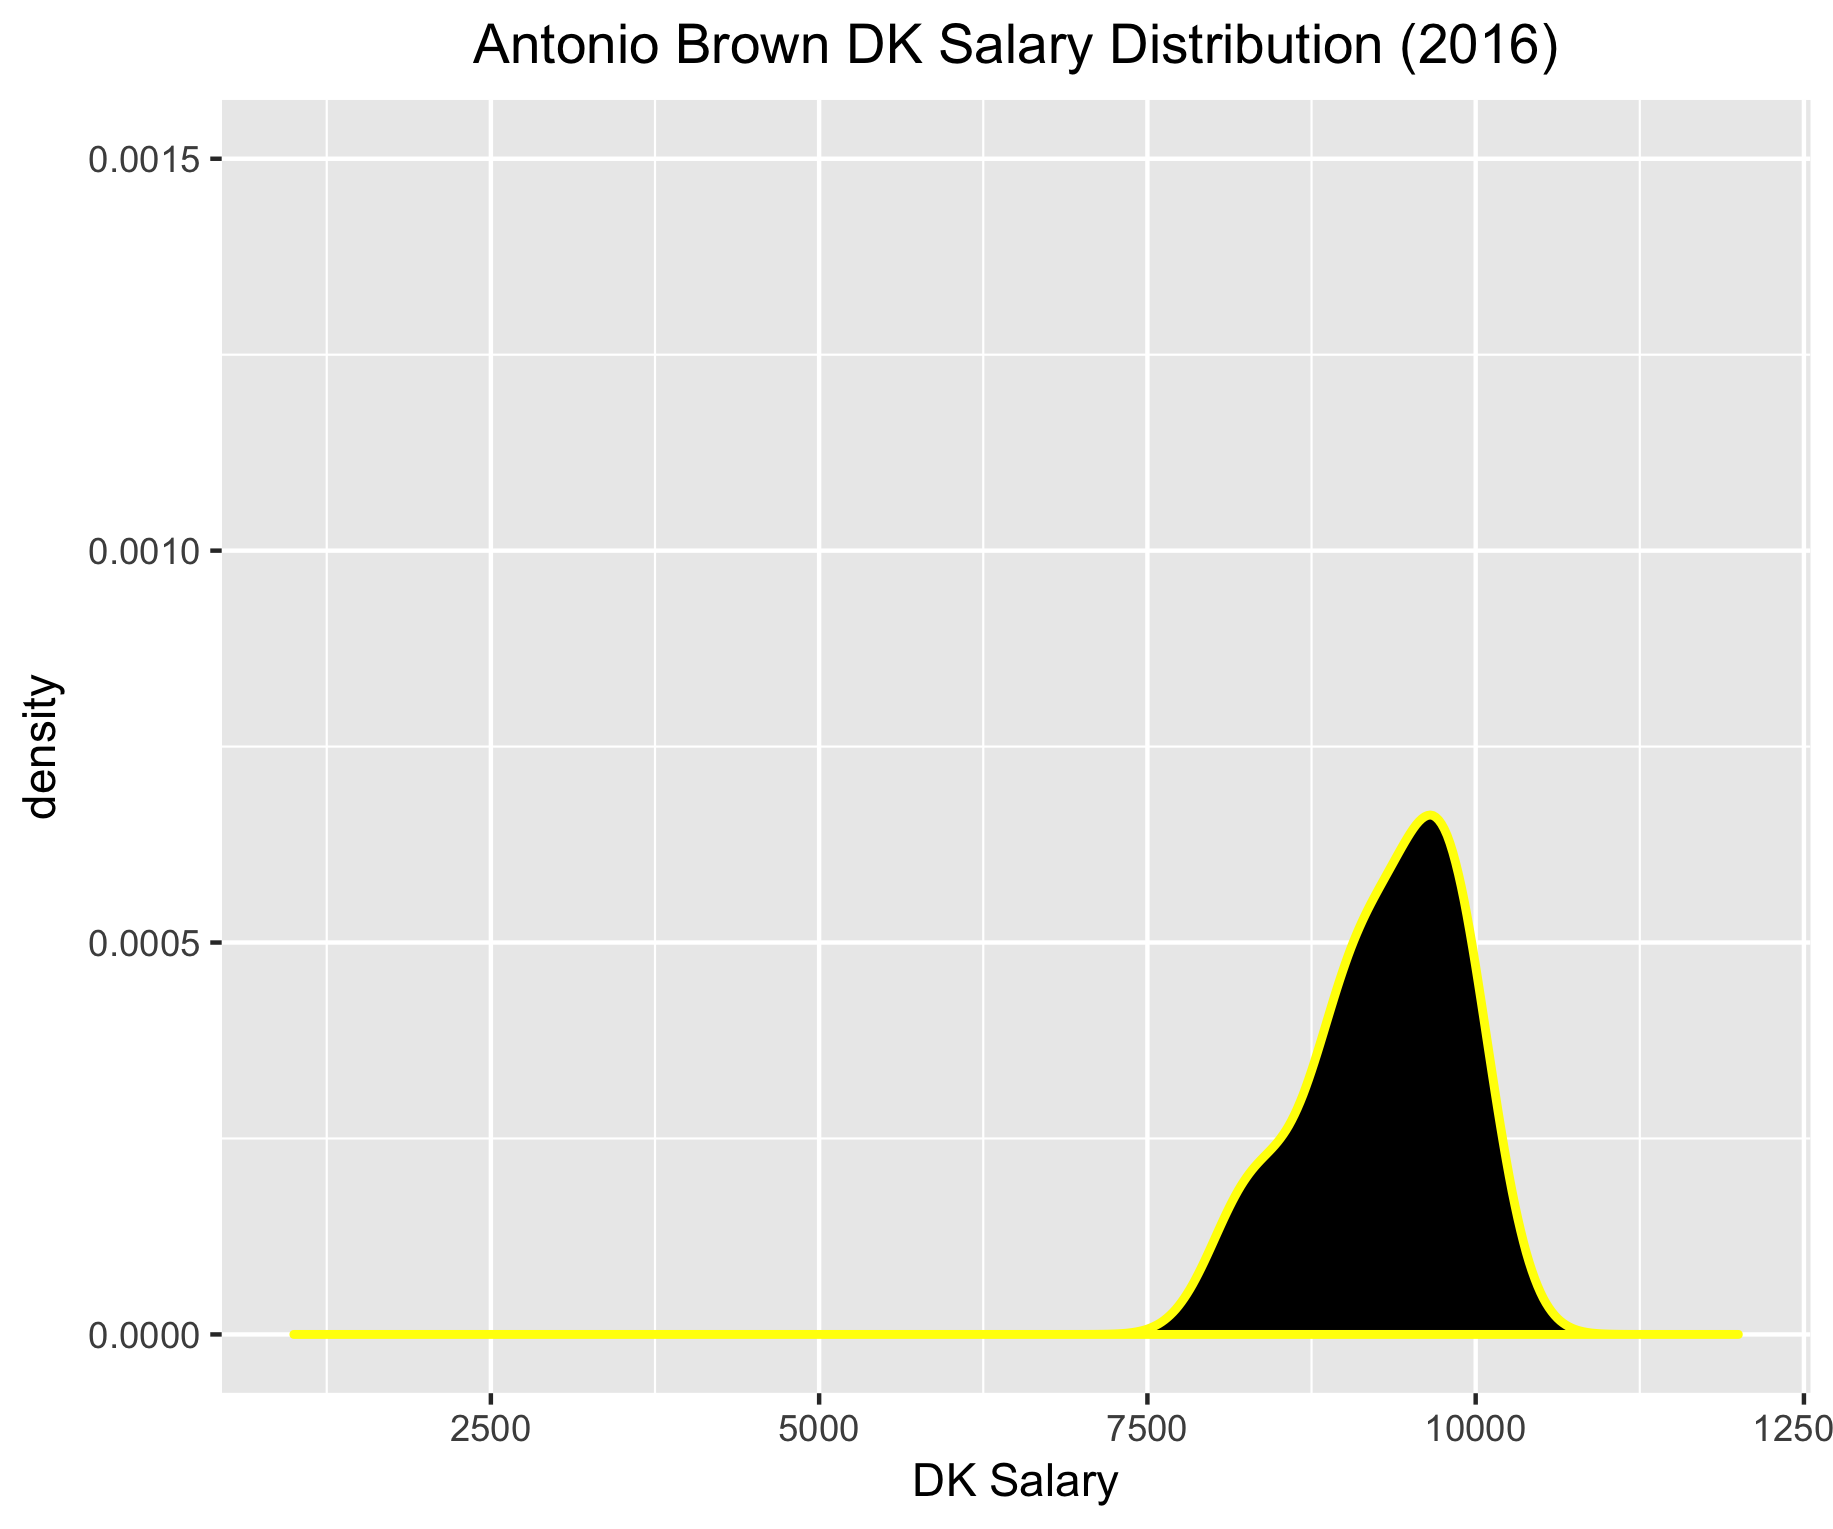 Antonio Brown DK Salary Distribution (2016)
0.0015
0.0010
0.0005
0.0000
density
2500 5000 7500 10000 1250
DK Salary